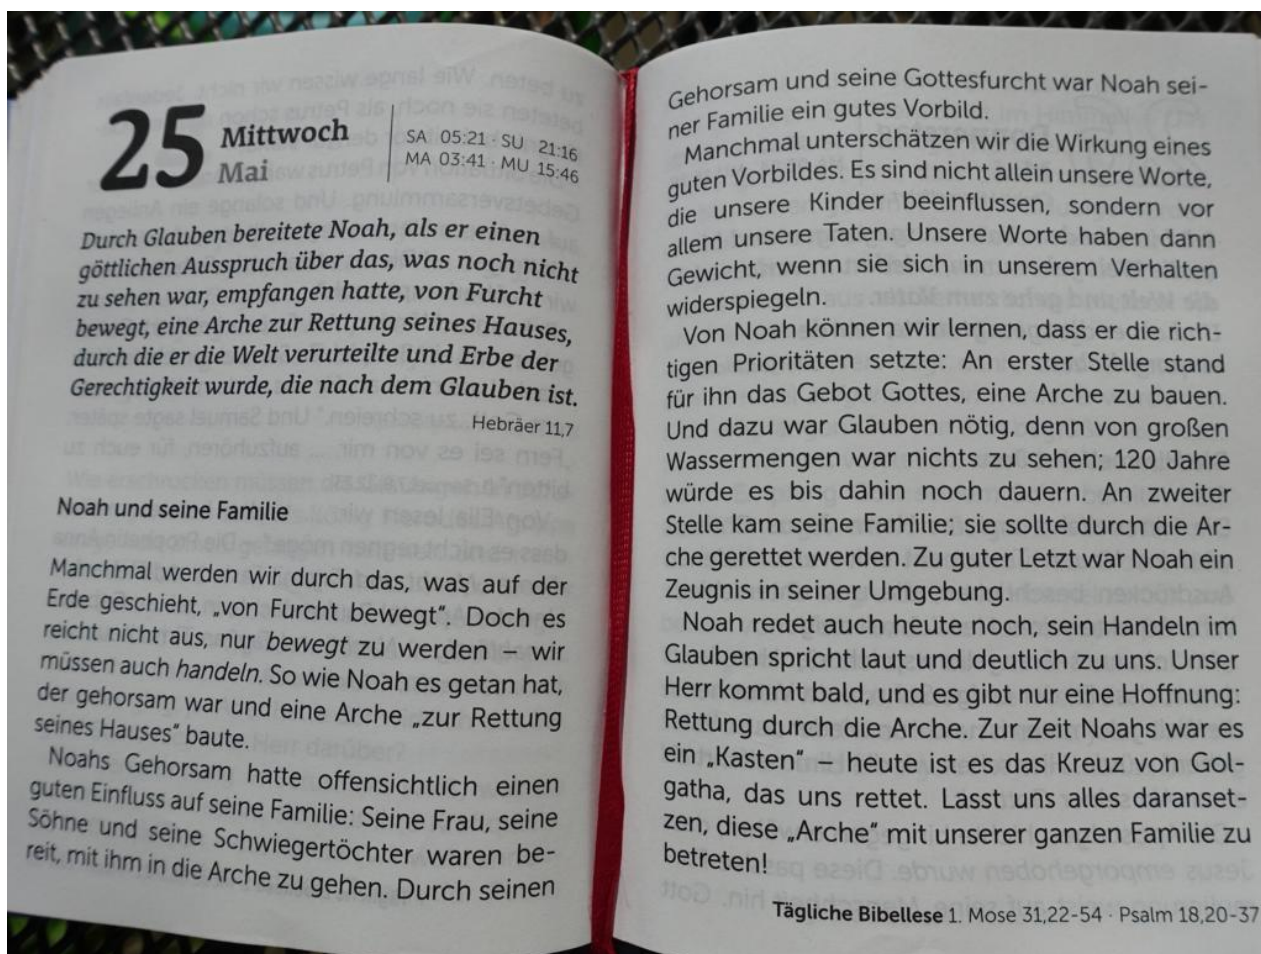 25 Mittwoch
Mai
SA 05:21 · SU 21:16
MA 03:41 · MU 15:46
Durch Glauben bereitete Noah, als er einen
göttlichen Ausspruch über das, was noch nicht
zu sehen war, empfangen hatte, von Furcht
bewegt, eine Arche zur Rettung seines Hauses,
durch die er die Welt verurteilte und Erbe der
Gerechtigkeit wurde, die nach dem Glauben ist.
Hebräer 11,7
Noah und seine Familie
Manchmal werden wir durch das, was auf der
Erde geschieht, „von Furcht bewegt“. Doch es
reicht nicht aus, nur bewegt zu werden – wir
müssen auch handeln. So wie Noah es getan hat,
der gehorsam war und eine Arche „zur Rettung
seines Hauses“ baute.
Noahs Gehorsam hatte offensichtlich einen
guten Einfluss auf seine Familie: Seine Frau, seine
Söhne und seine Schwiegertöchter waren be-
reit, mit ihm in die Arche zu gehen. Durch seinen
Gehorsam und seine Gottesfurcht war Noah sei-
ner Familie ein gutes Vorbild.
Manchmal unterschätzen wir die Wirkung eines
guten Vorbildes. Es sind nicht allein unsere Worte,
die unsere Kinder beeinflussen, sondern vor
allem unsere Taten. Unsere Worte haben dann
Gewicht, wenn sie sich in unserem Verhalten
widerspiegeln.
Von Noah können wir lernen, dass er die rich-
tigen Prioritäten setzte: An erster Stelle stand
für ihn das Gebot Gottes, eine Arche zu bauen.
Und dazu war Glauben nötig, denn von großen
Wassermengen war nichts zu sehen; 120 Jahre
würde es bis dahin noch dauern. An zweiter
Stelle kam seine Familie; sie sollte durch die Ar-
che gerettet werden. Zu guter Letzt war Noah ein
Zeugnis in seiner Umgebung.
Noah redet auch heute noch, sein Handeln im
Glauben spricht laut und deutlich zu uns. Unser
Herr kommt bald, und es gibt nur eine Hoffnung:
Rettung durch die Arche. Zur Zeit Noahs war es
ein „Kasten“ – heute ist es das Kreuz von Gol-
gatha, das uns rettet. Lasst uns alles daranset-
zen, diese „Arche“ mit unserer ganzen Familie zu
betreten!
Tägliche Bibellese 1. Mose 31,22-54 · Psalm 18,20-37